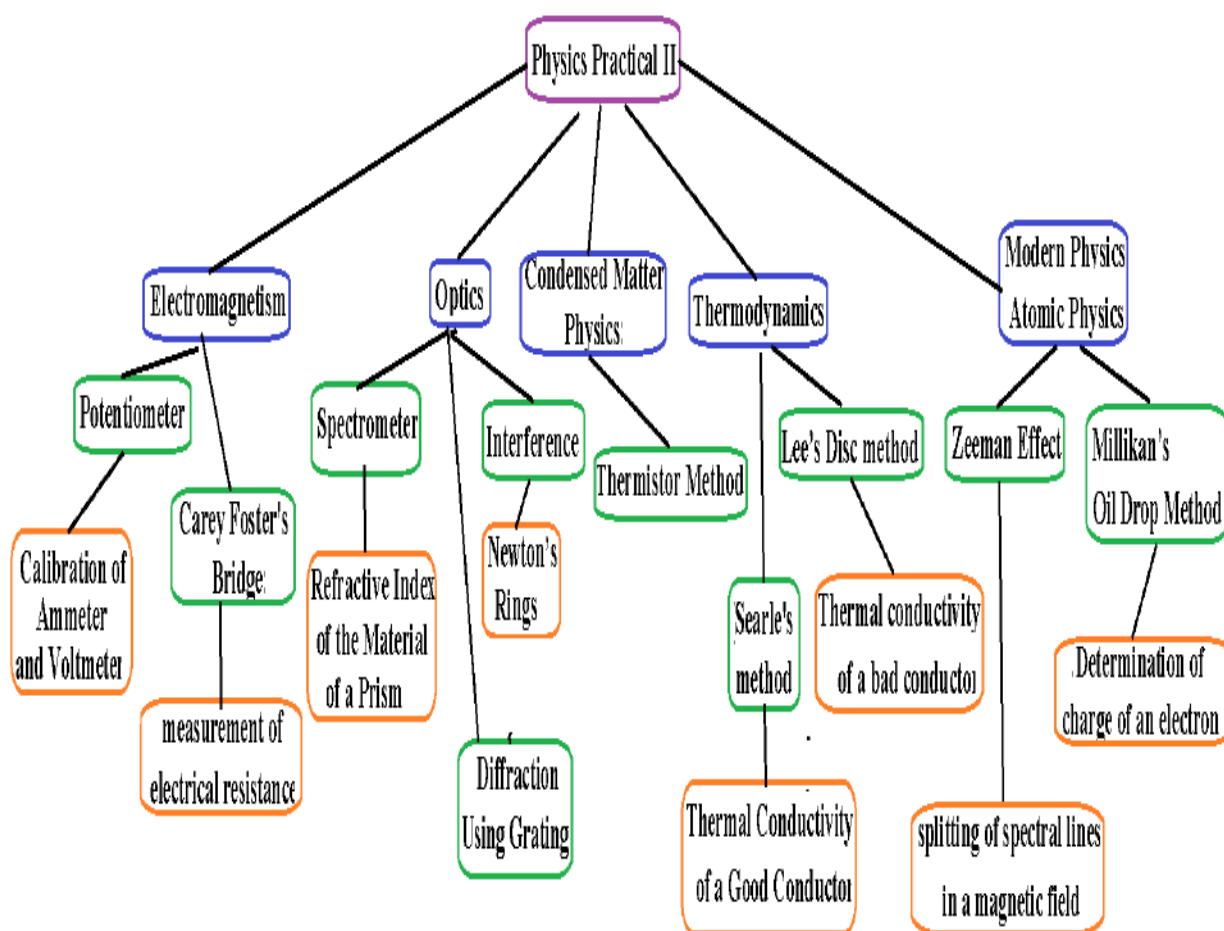 Physics Practical II
Electromagnetism
Optics
Condensed Matter
Physics
Thermodynamics
Modern Physics
Atomic Physics
Potentiometer
Spectrometer
Interference
Thermistor Method
Lee's Disc method
Zeeman Effect
Millikan's
Oil Drop Method
Calibration of
Ammeter
and Voltmeter
Carey Foster's
Bridge
Refractive Index
of the Material
of a Prism
Newton's
Rings
Searle's
method
Thermal conductivity
of a bad conductor
Determination of
charge of an electron
measurement of
electrical resistance
Diffraction
Using Grating
Thermal Conductivity
of a Good Conductor
splitting of spectral lines
in a magnetic field